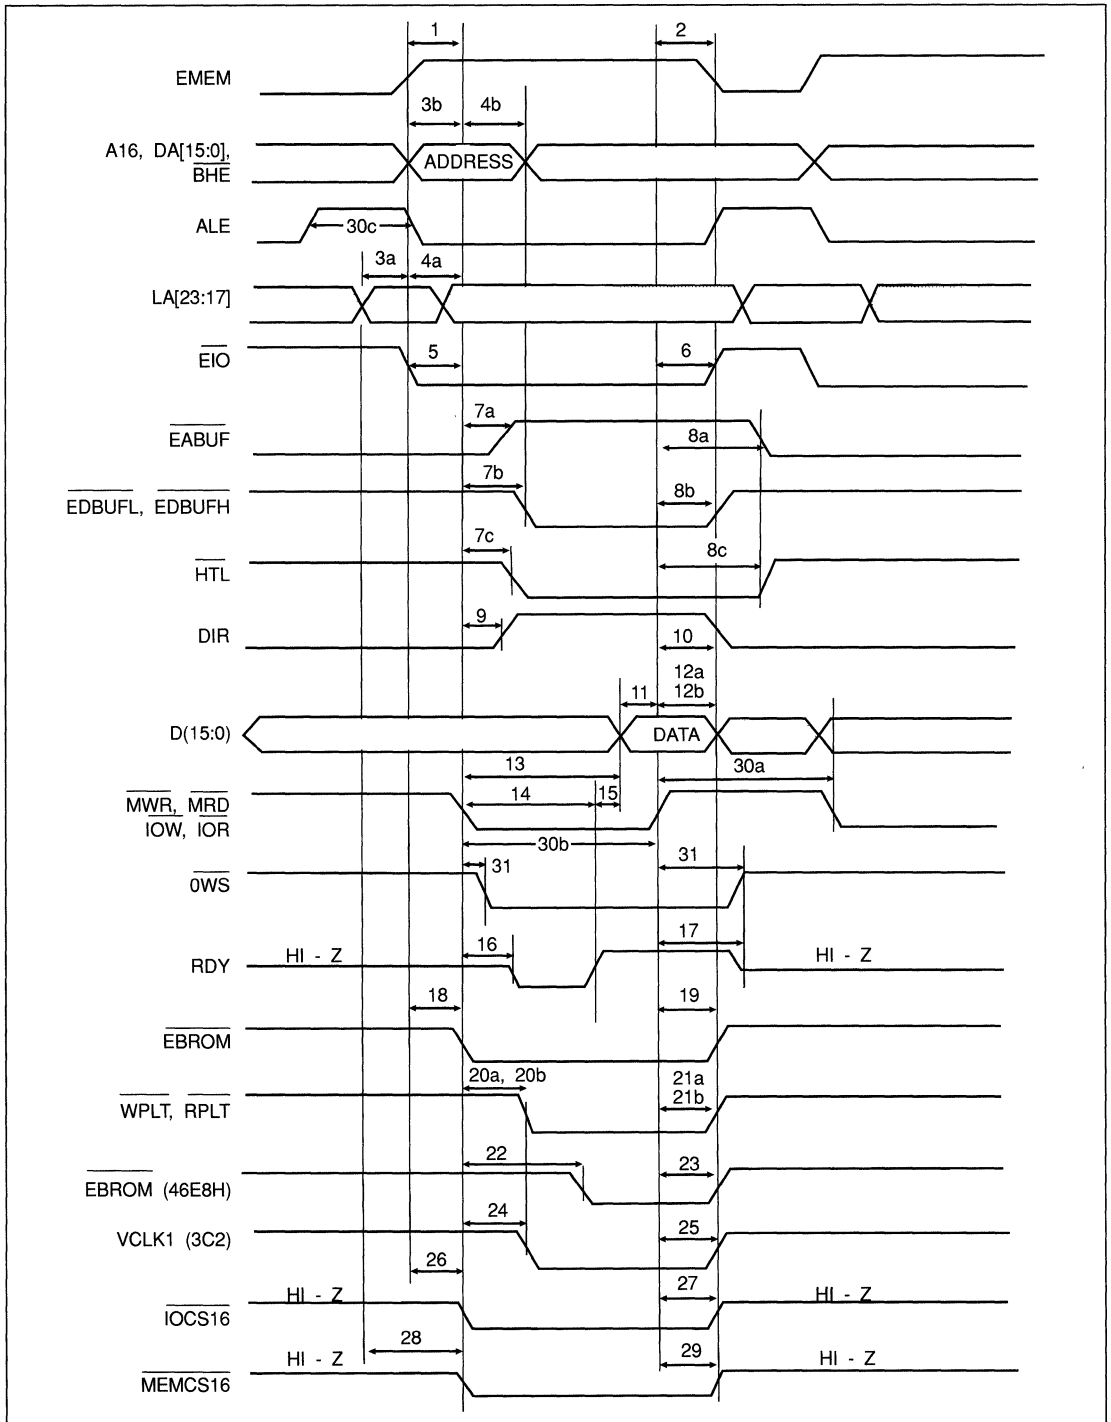 1 2
EMEM
3b 4b
A16, DA[15:0],
BHE
ADDRESS
ALE
30c
3a 4a
LA[23:17]
EIO
5 6
7a
EABUF
8a
7b
EDBUFL, EDBUFH
8b
7c
8c
HTL
9
DIR
10
12a
11 12b
D(15:0)
DATA
13
30a
14 15
MWR, MRD
IOW, IOR
30b
31 31
0WS
17
16
HI - Z HI - Z
RDY
18 19
EBROM
20a, 20b 21a
21b
WPLT, RPLT
22
23
EBROM (46E8H)
24
25
VCLK1 (3C2)
26
27
HI - Z HI - Z
IOCS16
28
29
HI - Z HI - Z
MEMCS16